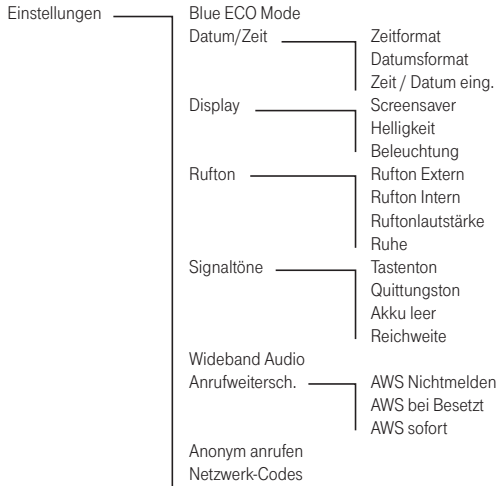 Einstellungen
Blue ECO Mode
Datum/Zeit
Zeitformat
Datumsformat
Zeit / Datum eing.
Display
Screensaver
Helligkeit
Beleuchtung
Rufton
Rufton Extern
Rufton Intern
Ruftonlautstärke
Ruhe
Signaltöne
Tastenton
Quittungston
Akku leer
Reichweite
Wideband Audio
Anrufweitersch.
AWS Nichtmelden
AWS bei Besetzt
AWS sofort
Anonym anrufen
Netzwerk-Codes